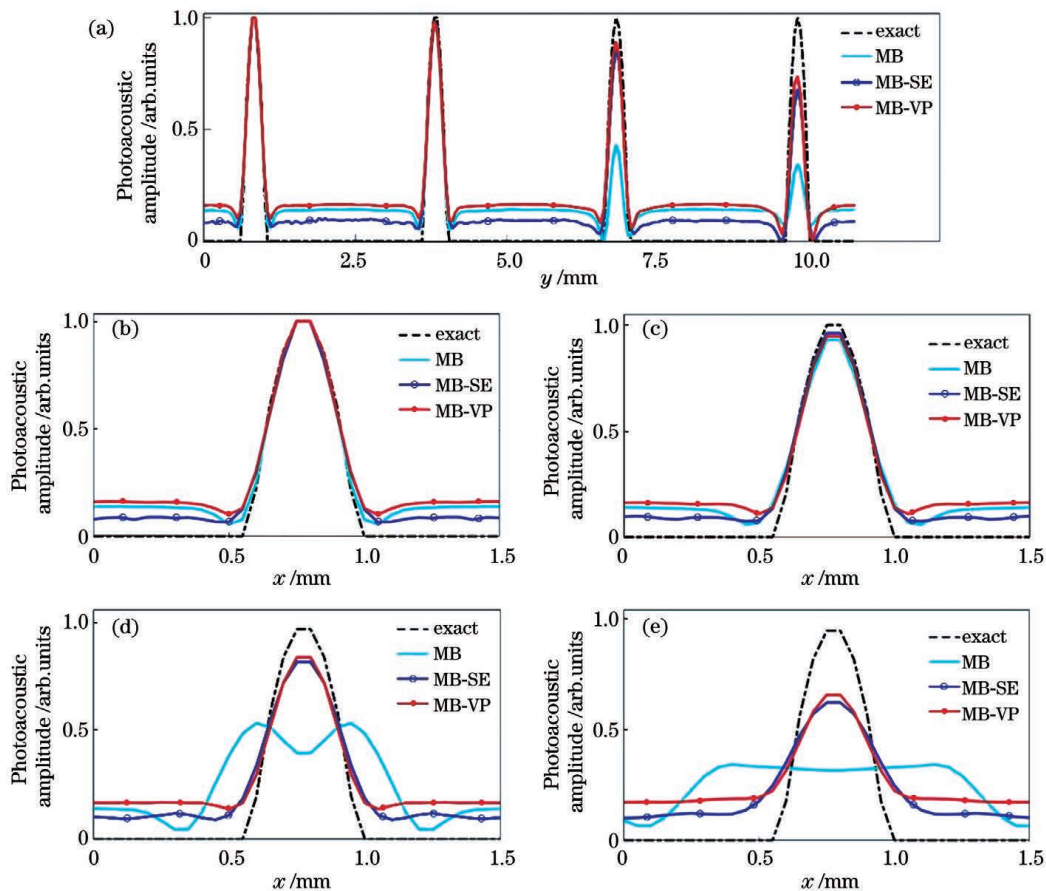 (a)
Photoacoustic
amplitude /arb.units
1.0
0.5
0
exact
MB
MB-SE
MB-VP
0 2.5 5.0 7.5 10.0
y /mm
(b)
Photoacoustic
amplitude /arb.units
1.0
0.5
0
exact
MB
MB-SE
MB-VP
0 0.5 1.0 1.5
x /mm
(c)
Photoacoustic
amplitude /arb.units
1.0
0.5
0
exact
MB
MB-SE
MB-VP
0 0.5 1.0 1.5
x /mm
(d)
Photoacoustic
amplitude /arb.units
1.0
0.5
0
exact
MB
MB-SE
MB-VP
0 0.5 1.0 1.5
x /mm
(e)
Photoacoustic
amplitude /arb.units
1.0
0.5
0
exact
MB
MB-SE
MB-VP
0 0.5 1.0 1.5
x /mm